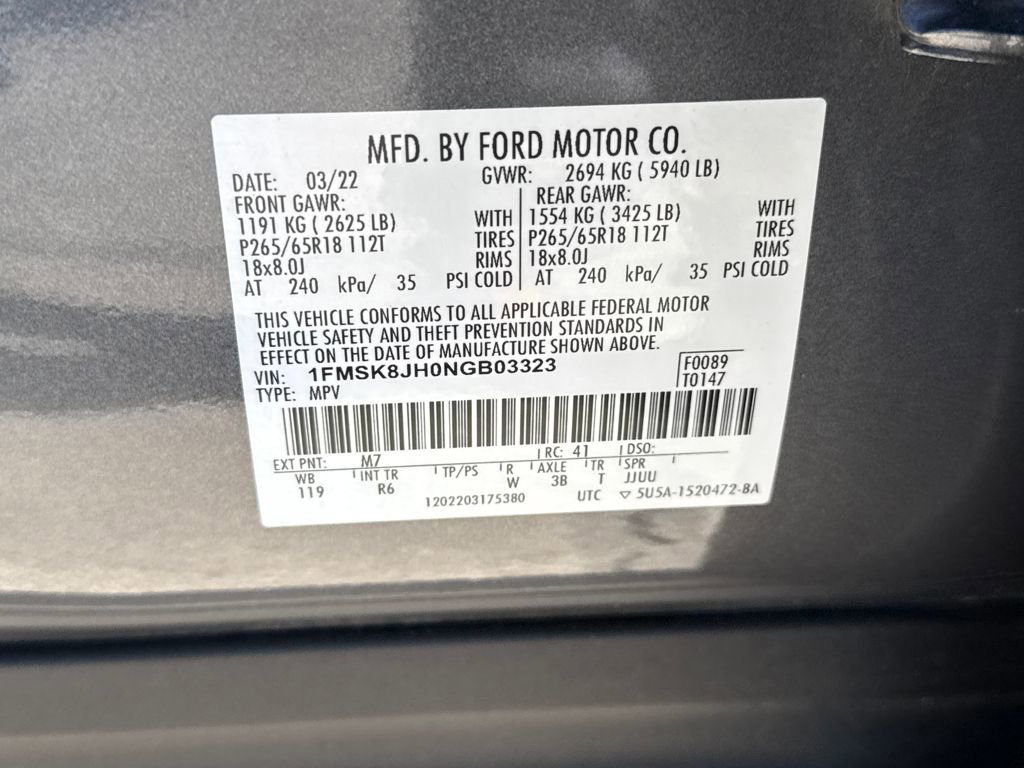 MFD. BY FORD MOTOR CO.
DATE: 03/22 GVWR: 2694 KG ( 5940 LB)
FRONT GAWR: REAR GAWR:
1191 KG ( 2625 LB) WITH 1554 KG ( 3425 LB) WITH
P265/65R18 112T TIRES P265/65R18 112T TIRES
18x8.0J RIMS 18x8.0J RIMS
AT 240 kPa/ 35 PSI COLD AT 240 kPa/ 35 PSI COLD
THIS VEHICLE CONFORMS TO ALL APPLICABLE FEDERAL MOTOR
VEHICLE SAFETY AND THEFT PREVENTION STANDARDS IN
EFFECT ON THE DATE OF MANUFACTURE SHOWN ABOVE.
VIN: 1FMSK8JH0NGB03323 F0089
TYPE: MPV T0147
EXT PNT: M7 RC: 41 DSO:
WB INT TR TP/PS R AXLE TR SPR
119 R6 W 3B T JJUU
1202203175380 UTC ▽ 5U5A-1520472-BA